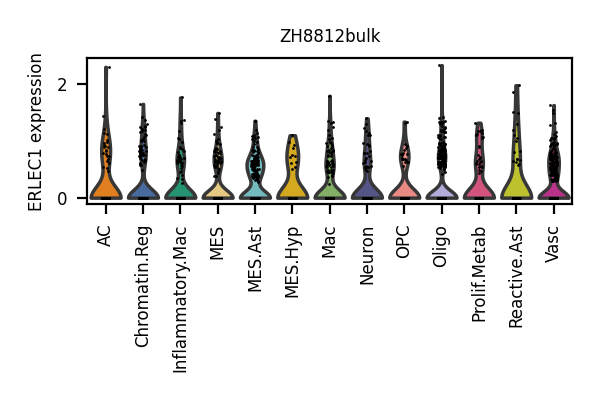 ZH8812bulk
ERLEC1 expression
2
0
AC
Chromatin.Reg
Inflammatory.Mac
MES
MES.Ast
MES.Hyp
Mac
Neuron
OPC
Oligo
Prolif.Metab
Reactive.Ast
Vasc